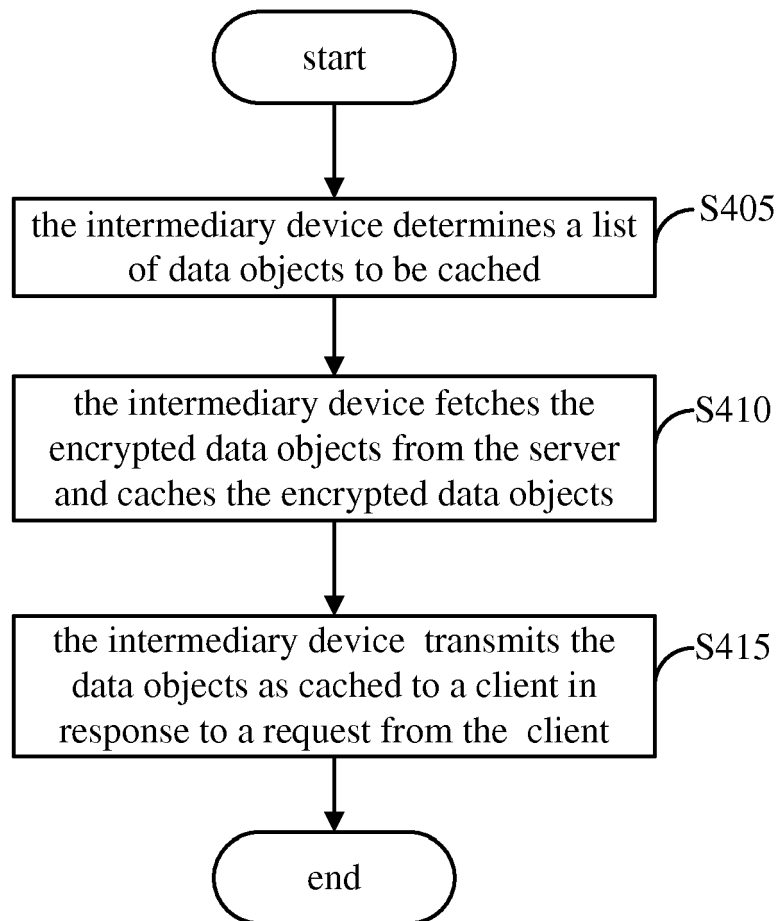 start
the intermediary device determines a list
of data objects to be cached
S405
the intermediary device fetches the
encrypted data objects from the server
and caches the encrypted data objects
S410
the intermediary device transmits the
data objects as cached to a client in
response to a request from the client
S415
end